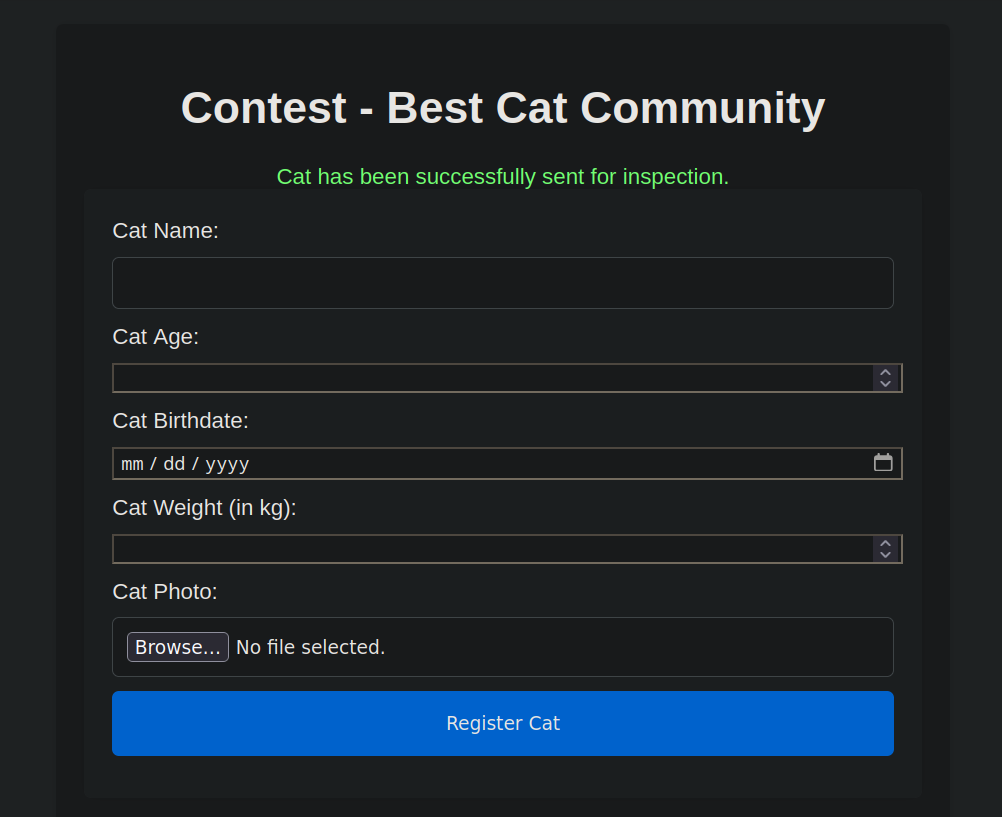 Contest - Best Cat Community
Cat has been successfully sent for inspection.
Cat Name:
Cat Age:
Cat Birthdate:
mm / dd / yyyy
Cat Weight (in kg):
Cat Photo:
Browse... No file selected.
Register Cat